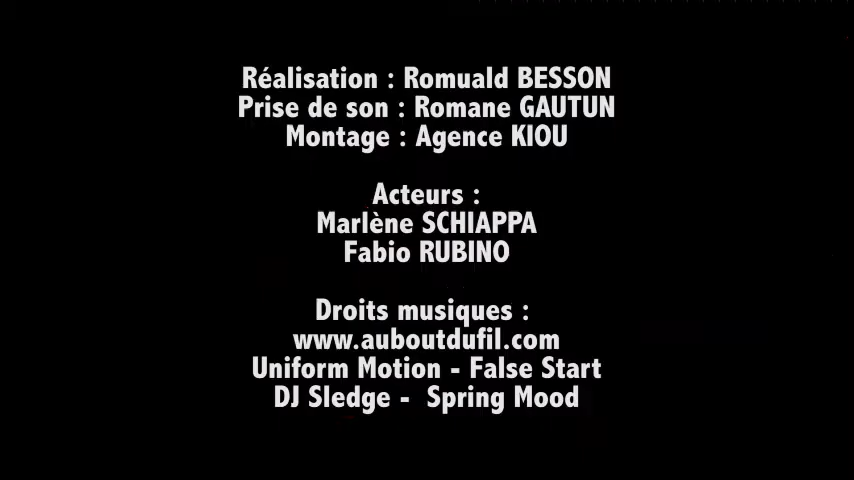 Réalisation : Romuald BESSON
Prise de son : Romane GAUTUN
Montage : Agence KIOU
Acteurs :
Marlène SCHIAPPA
Fabio RUBINO
Droits musiques :
www.auboutdufil.com
Uniform Motion - False Start
DJ Sledge -  Spring Mood